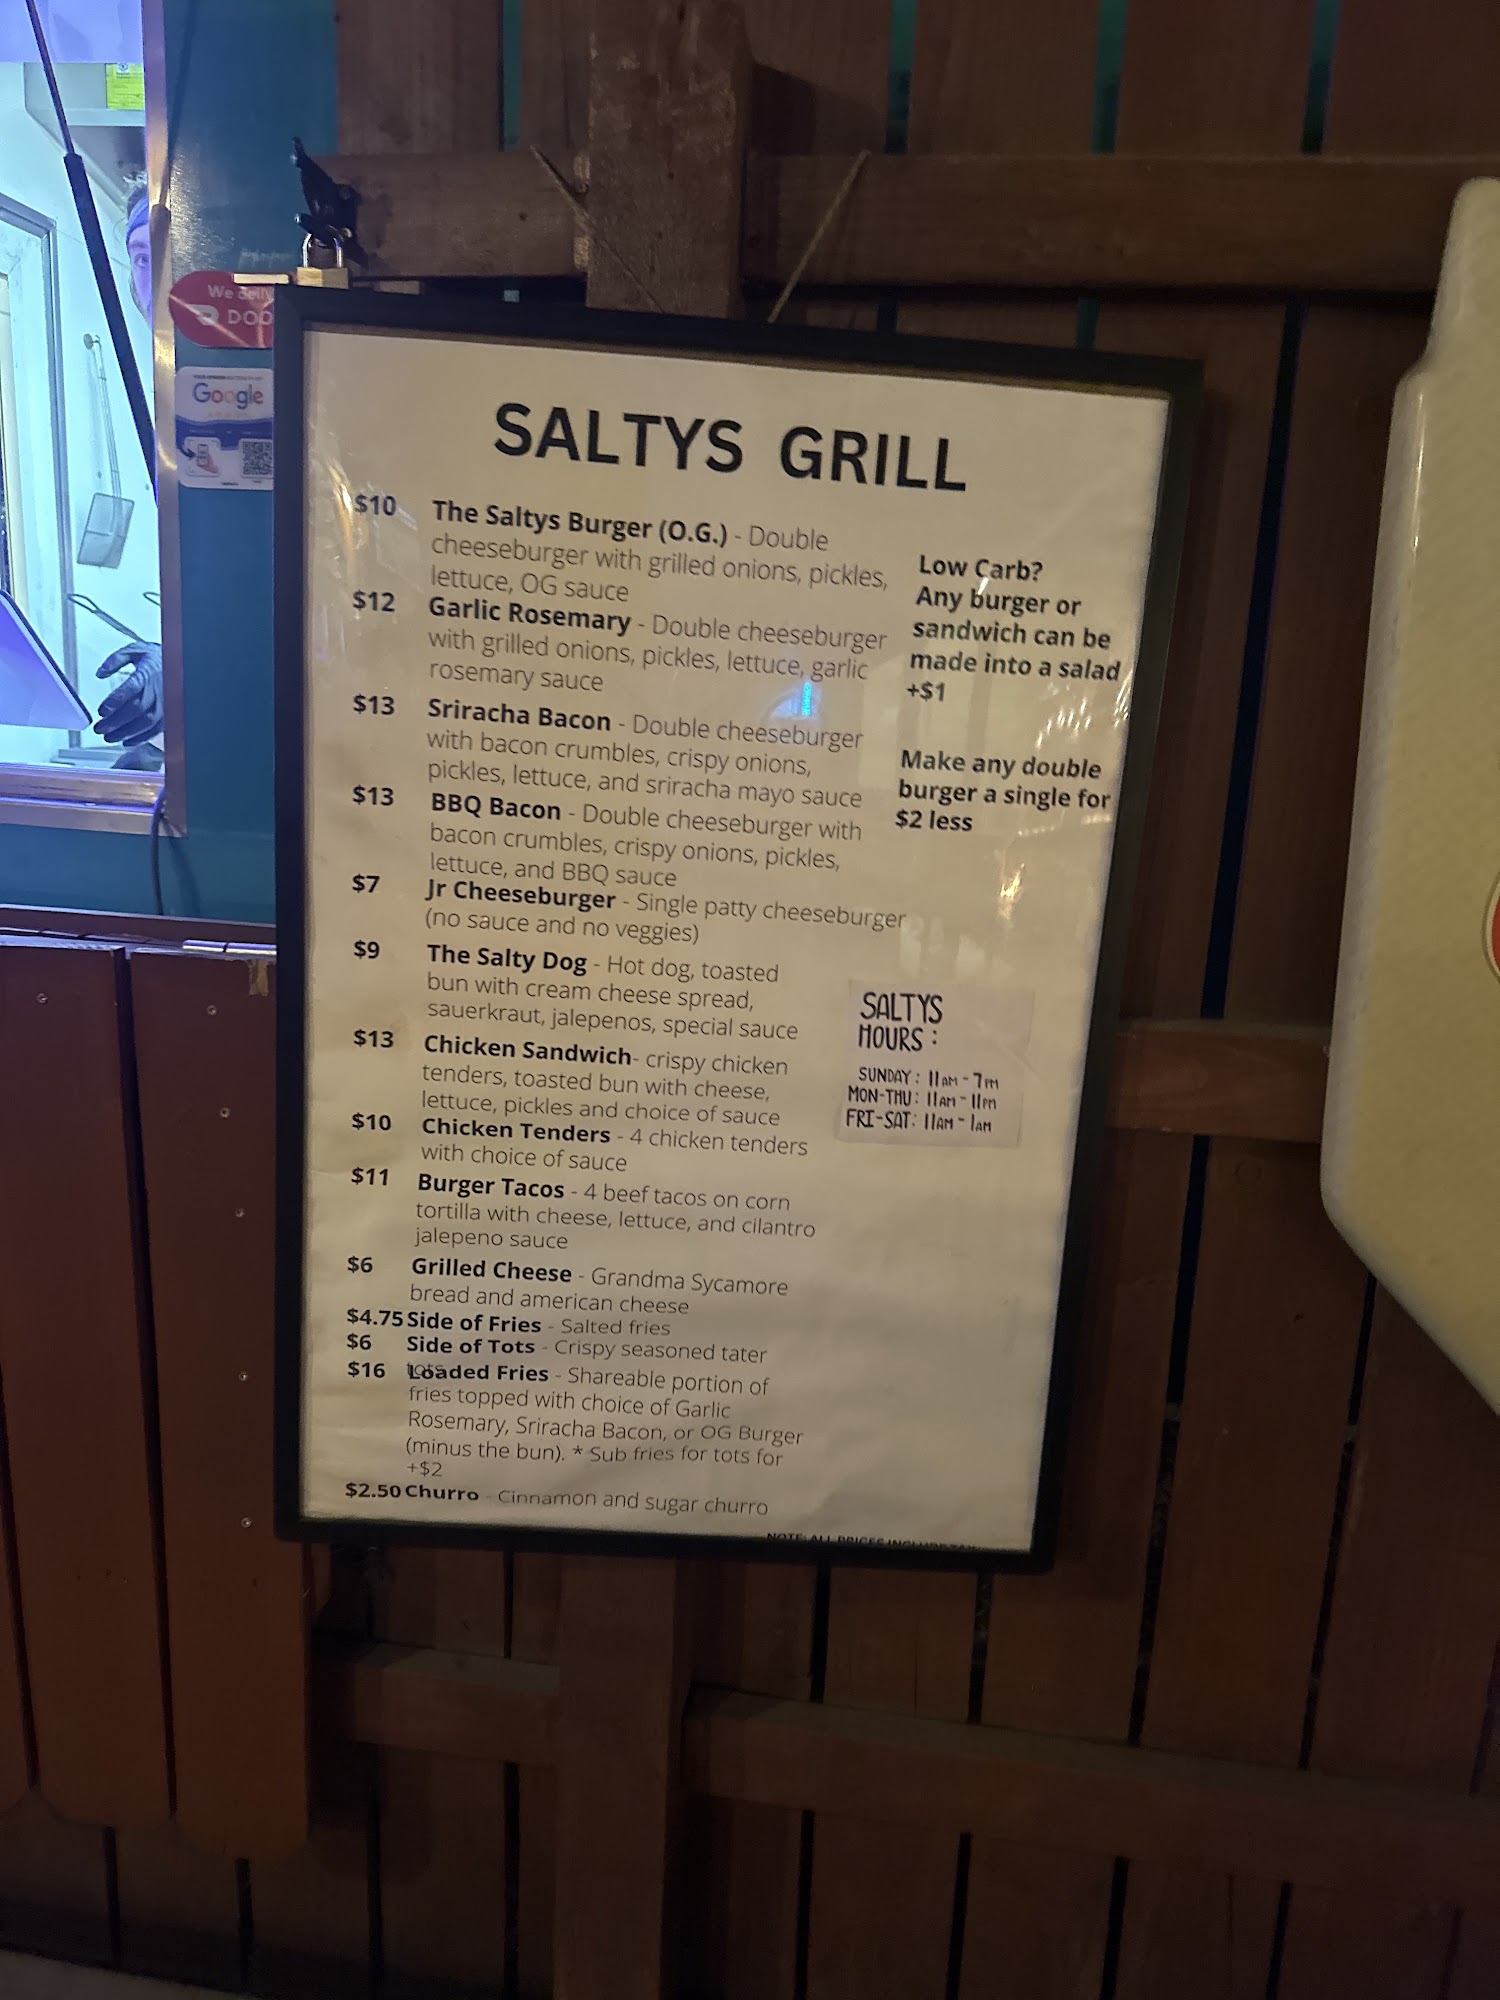 We
DOO
Google
SALTYS GRILL
$10 The Saltys Burger (O.G.) - Double
cheeseburger with grilled onions, pickles,
lettuce, OG sauce
$12 Garlic Rosemary - Double cheeseburger
with grilled onions, pickles, lettuce, garlic
rosemary sauce
$13 Sriracha Bacon - Double cheeseburger
with bacon crumbles, crispy onions,
pickles, lettuce, and sriracha mayo sauce
$13 BBQ Bacon - Double cheeseburger with
bacon crumbles, crispy onions, pickles,
lettuce, and BBQ sauce
$7 Jr Cheeseburger - Single patty cheeseburger
(no sauce and no veggies)
$9 The Salty Dog - Hot dog, toasted
bun with cream cheese spread,
sauerkraut, jalepenos, special sauce
$13 Chicken Sandwich- crispy chicken
tenders, toasted bun with cheese,
lettuce, pickles and choice of sauce
$10 Chicken Tenders - 4 chicken tenders
with choice of sauce
$11 Burger Tacos - 4 beef tacos on corn
tortilla with cheese, lettuce, and cilantro
jalepeno sauce
$6 Grilled Cheese - Grandma Sycamore
bread and american cheese
$4.75 Side of Fries - Salted fries
$6 Side of Tots - Crispy seasoned tater
tots
$16 Loaded Fries - Shareable portion of
fries topped with choice of Garlic
Rosemary, Sriracha Bacon, or OG Burger
(minus the bun). * Sub fries for tots for
+$2
$2.50 Churro - Cinnamon and sugar churro
NOTE: ALL PRICES INCLUDE TAX
Low Carb?
Any burger or
sandwich can be
made into a salad
+$1
Make any double
burger a single for
$2 less
SALTYS
HOURS:
SUNDAY: 11AM - 7PM
MON-THU: 11AM - 11PM
FRI-SAT: 11AM - 1AM